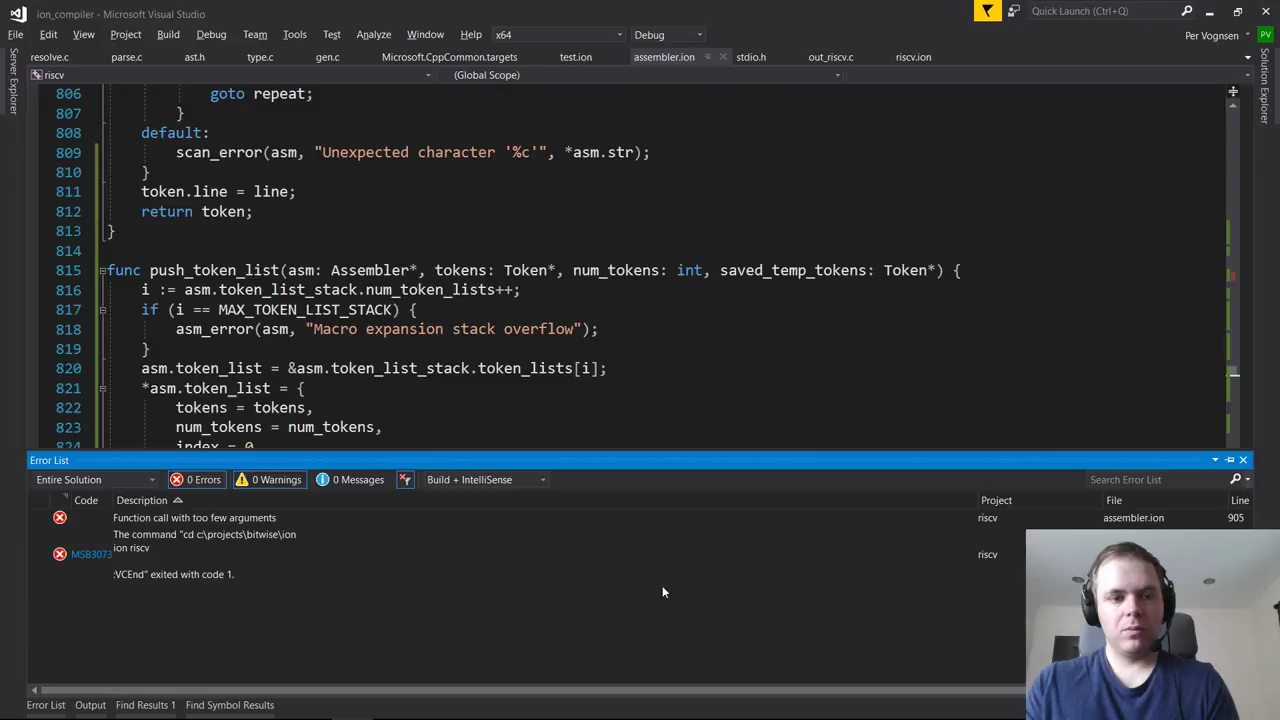 ion_compiler - Microsoft Visual Studio
Quick Launch (Ctrl+Q)
File Edit View Project Build Debug Team Tools Test Analyze Window Help x64 Debug
Per Vognsen PV
resolve.c parse.c ast.h type.c gen.c Microsoft.CppCommon.targets test.ion assembler.ion stdio.h out_riscv.c riscv.ion
riscv (Global Scope)
Server Explorer
Solution Explorer
806 goto repeat;
807 }
808 default:
809 scan_error(asm, "Unexpected character '%c'", *asm.str);
810 }
811 token.line = line;
812 return token;
813 }
814
815 func push_token_list(asm: Assembler*, tokens: Token*, num_tokens: int, saved_temp_tokens: Token*) {
816 i := asm.token_list_stack.num_token_lists++;
817 if (i == MAX_TOKEN_LIST_STACK) {
818 asm_error(asm, "Macro expansion stack overflow");
819 }
820 asm.token_list = &asm.token_list_stack.token_lists[i];
821 *asm.token_list = {
822 tokens = tokens,
823 num_tokens = num_tokens,
824 index = 0
Error List
Entire Solution 0 Errors 0 Warnings 0 Messages Build + IntelliSense Search Error List
Code Description Project File Line
Function call with too few arguments riscv assembler.ion 905
The command "cd c:\projects\bitwise\ion
ion riscv
MSB3073 riscv
:VCEnd" exited with code 1.
Error List Output Find Results 1 Find Symbol Results